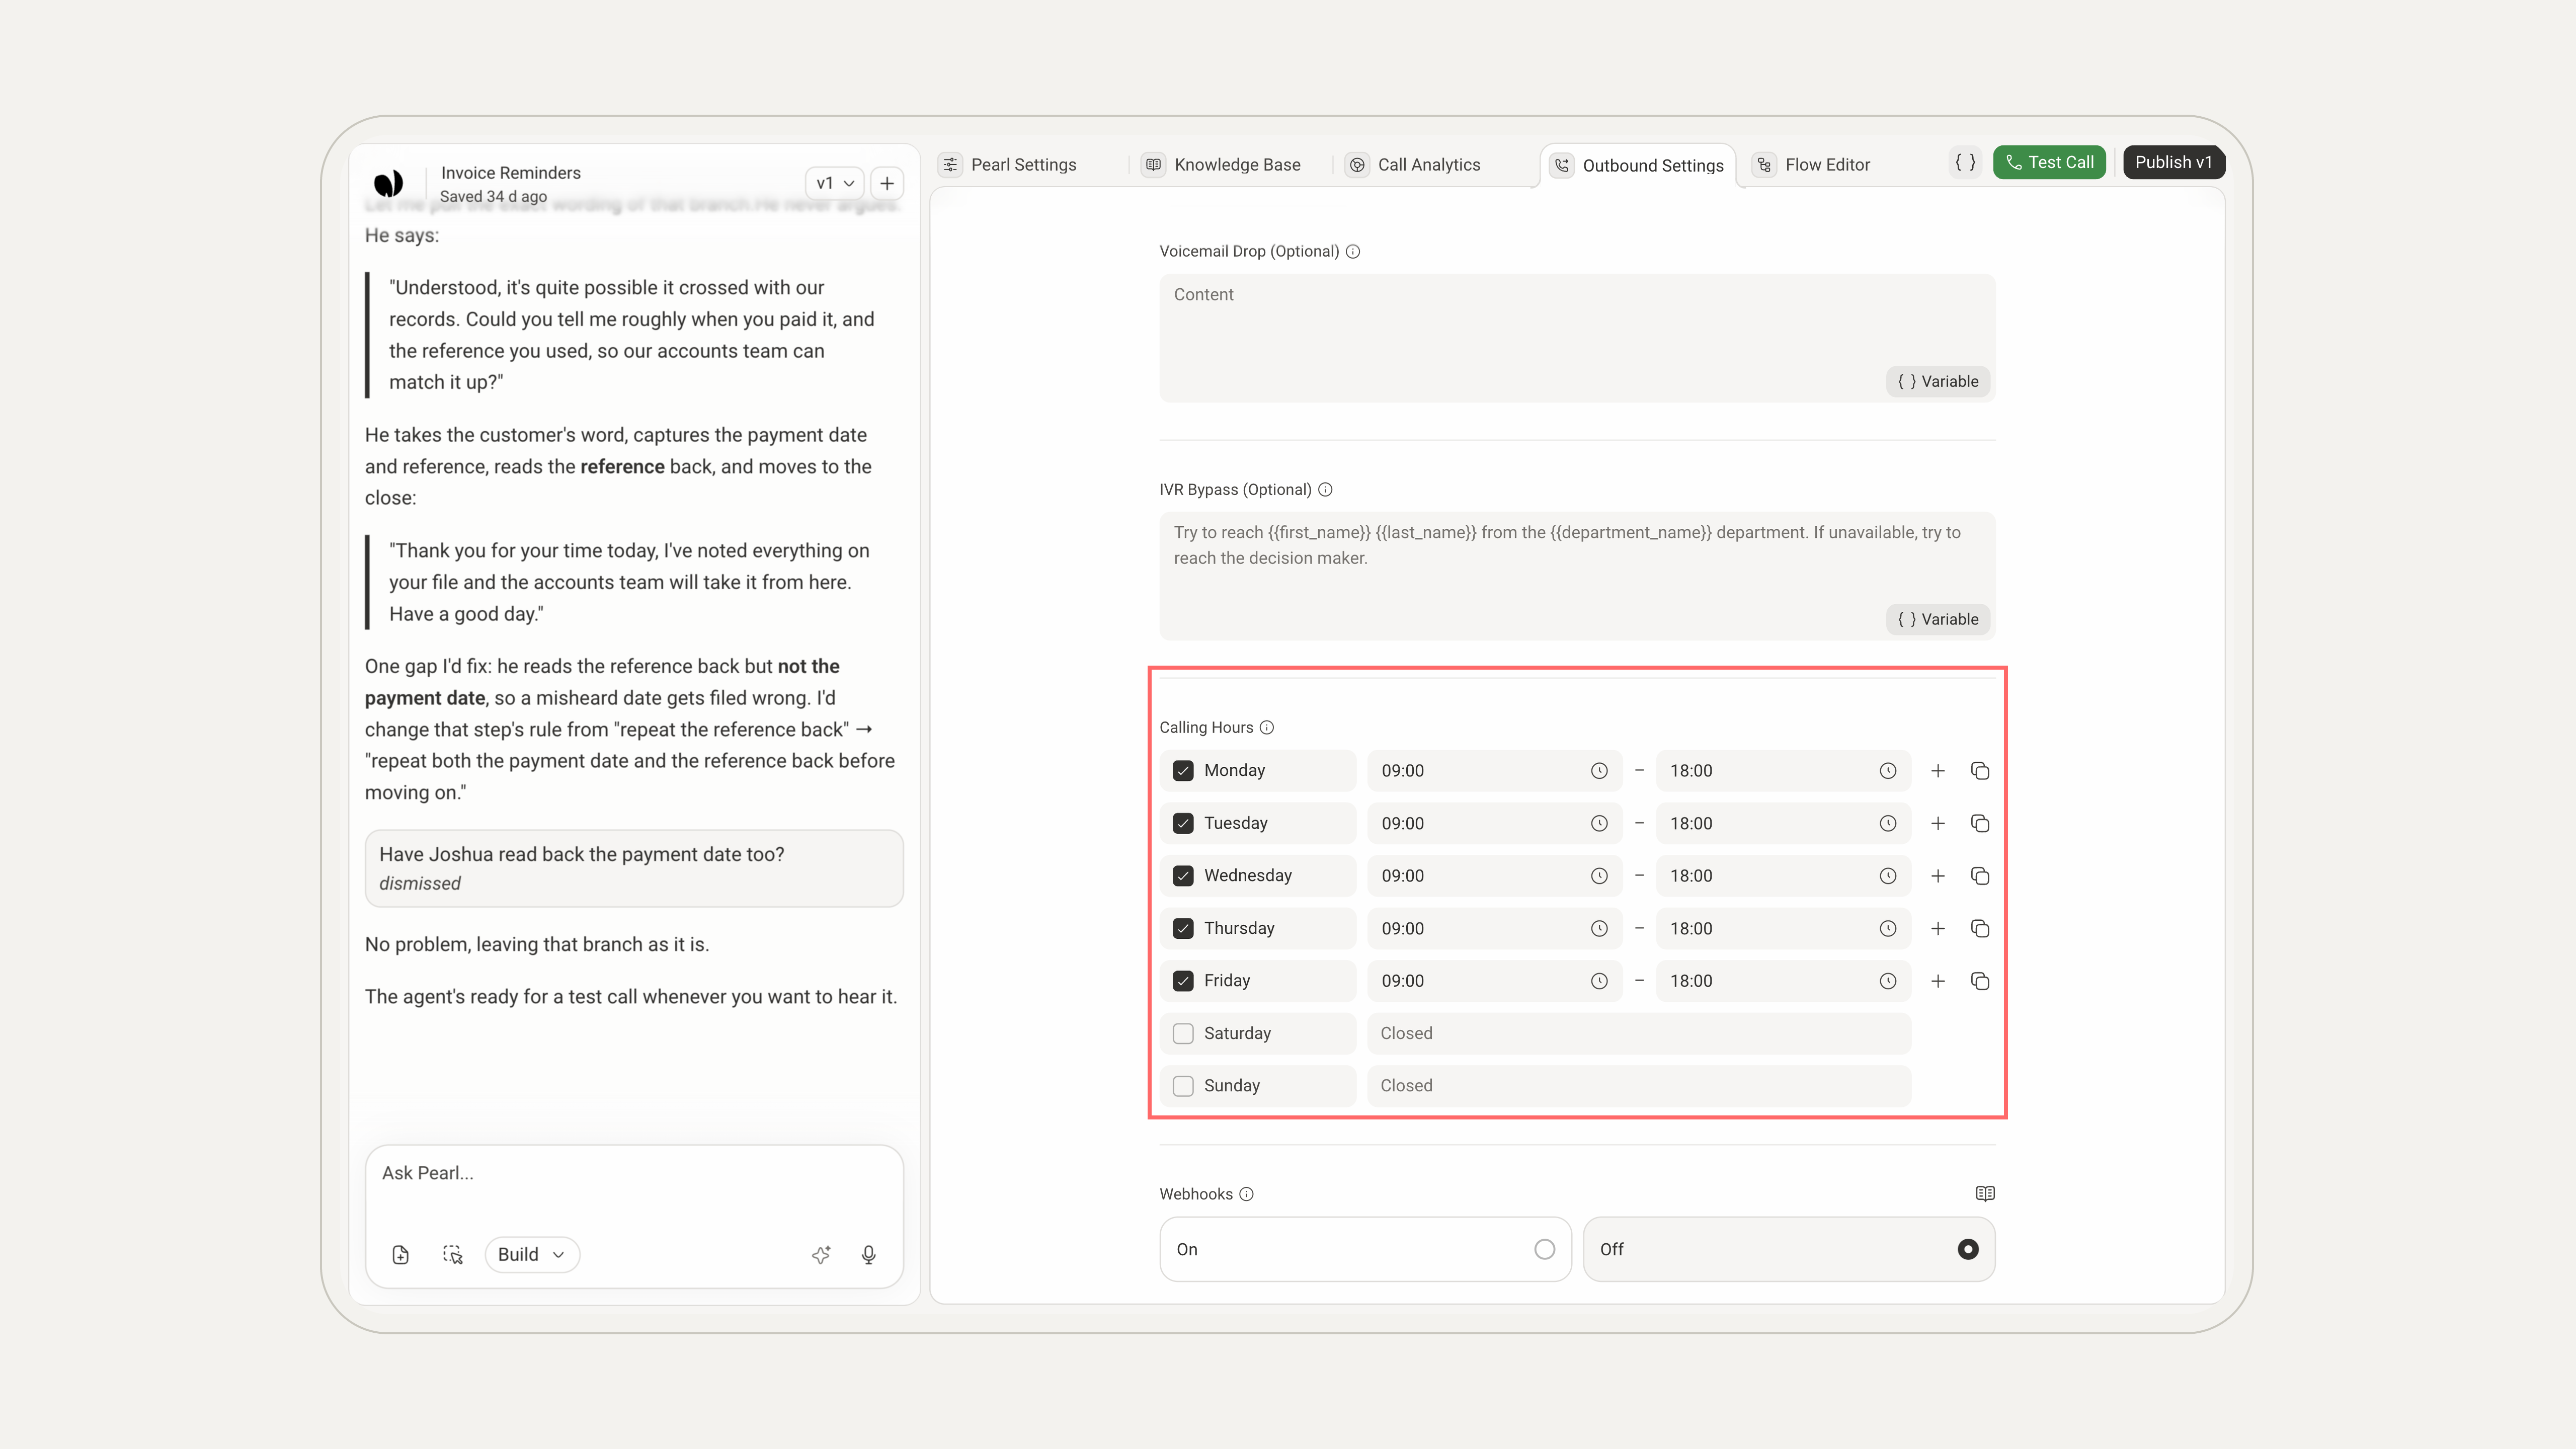 Invoice Reminders
Saved 34 d ago
v1
Let me pull the exact wording of that branch.He never argues.
He says:
"Understood, it's quite possible it crossed with our
records. Could you tell me roughly when you paid it, and
the reference you used, so our accounts team can
match it up?"
He takes the customer's word, captures the payment date
and reference, reads the reference back, and moves to the
close:
"Thank you for your time today, I've noted everything on
your file and the accounts team will take it from here.
Have a good day."
One gap I'd fix: he reads the reference back but not the
payment date, so a misheard date gets filed wrong. I'd
change that step's rule from "repeat the reference back" →
"repeat both the payment date and the reference back before
moving on."
Have Joshua read back the payment date too?
dismissed
No problem, leaving that branch as it is.
The agent's ready for a test call whenever you want to hear it.
Ask Pearl...
Build
Pearl Settings
Knowledge Base
Call Analytics
Outbound Settings
Flow Editor
{ }
Test Call
Publish v1
Voicemail Drop (Optional)
Content
{ } Variable
IVR Bypass (Optional)
Try to reach {{first_name}} {{last_name}} from the {{department_name}} department. If unavailable, try to
reach the decision maker.
{ } Variable
Calling Hours
Monday 09:00 – 18:00
Tuesday 09:00 – 18:00
Wednesday 09:00 – 18:00
Thursday 09:00 – 18:00
Friday 09:00 – 18:00
Saturday Closed
Sunday Closed
Webhooks
On
Off